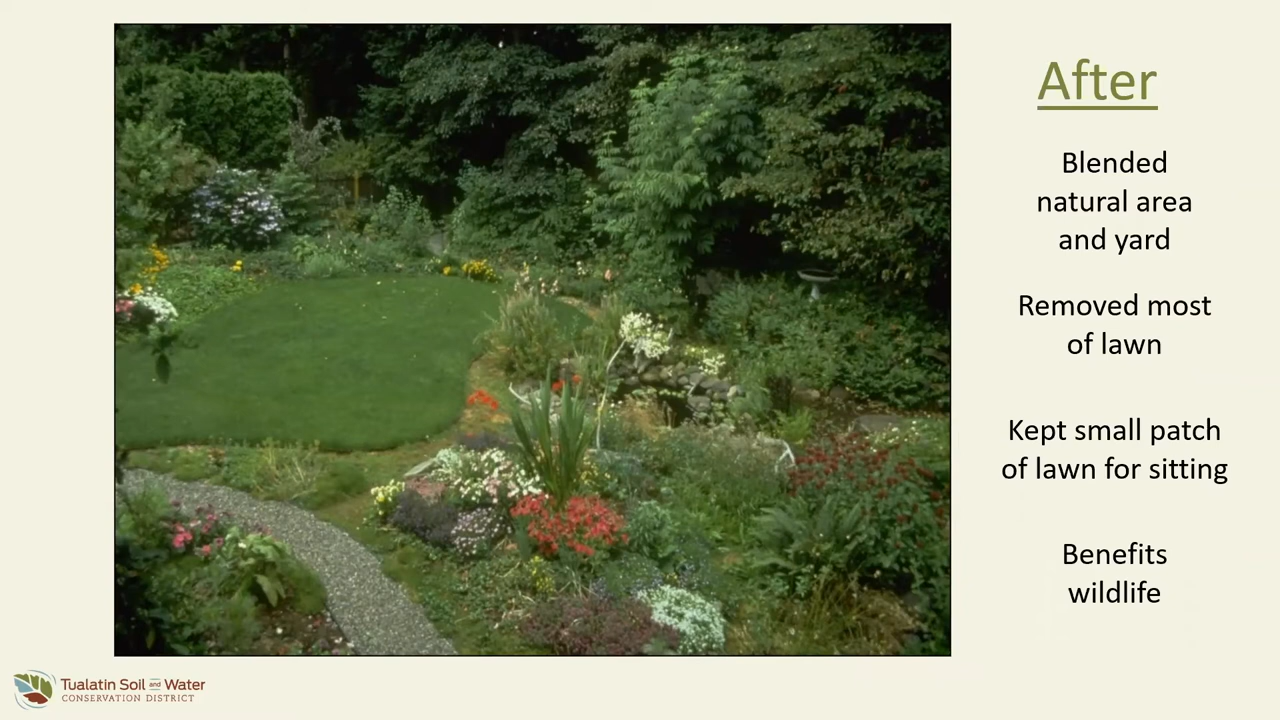 After
Blended
natural area
and yard
Removed most
of lawn
Kept small patch
of lawn for sitting
Benefits
wildlife
Tualatin Soil and Water
CONSERVATION DISTRICT